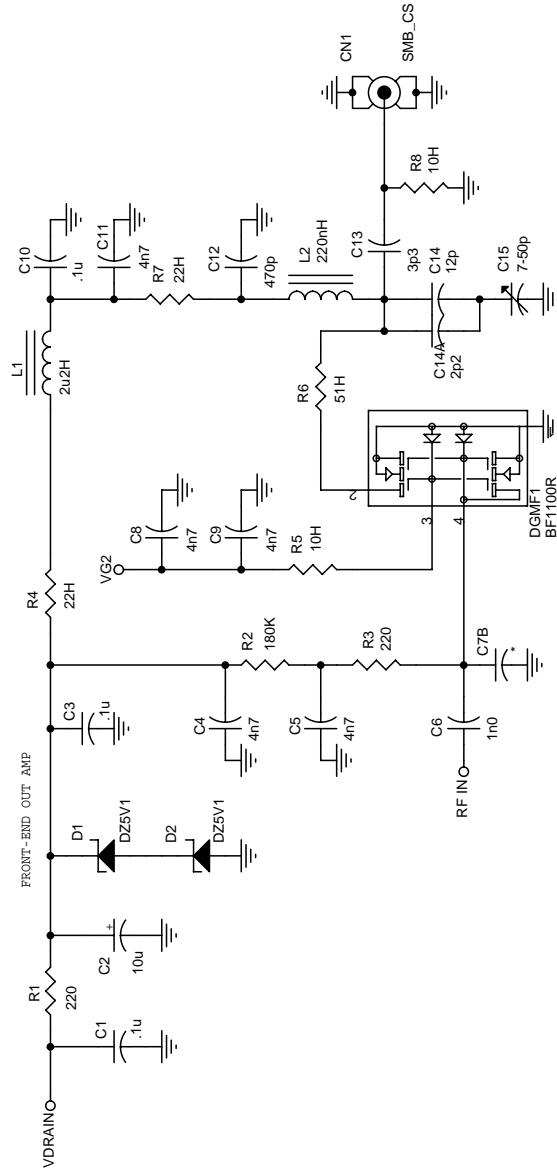 FRONT-END OUT AMP
VDRAIN
C1
.1u
R1
220
C2
+
10u
D1
DZ5V1
D2
DZ5V1
C3
.1u
R4
22H
L1
2u2H
C10
.1u
C11
4n7
R7
22H
C12
470p
L2
220nH
C13
3p3
R8
10H
CN1
SMB_CS
C14
12p
C14A
2p2
C15
7-50p
R6
51H
VG2
C8
4n7
C9
4n7
R5
10H
C4
4n7
R2
180K
C5
4n7
R3
220
RF IN
C6
1n0
C7B
*
2
3
4
DGMF1
BF1100R